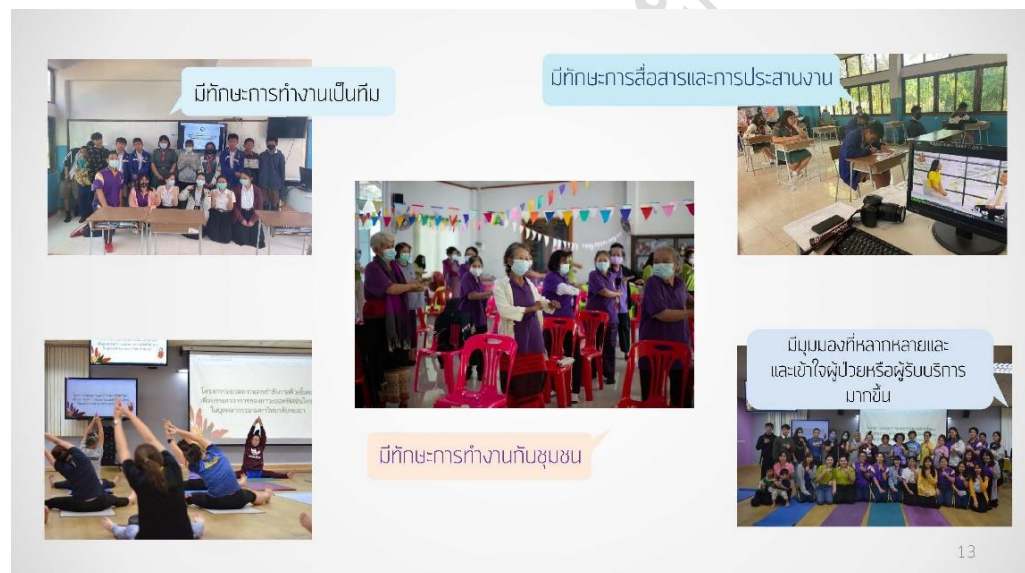 มีทักษะการทำงานเป็นทีม
มีทักษะการสื่อสารและการประสานงาน
มีทักษะการทำงานกับชุมชน
มีมุมมองที่หลากหลายและ
และเข้าใจผู้ป่วยหรือผู้รับบริการ
มากขึ้น
13